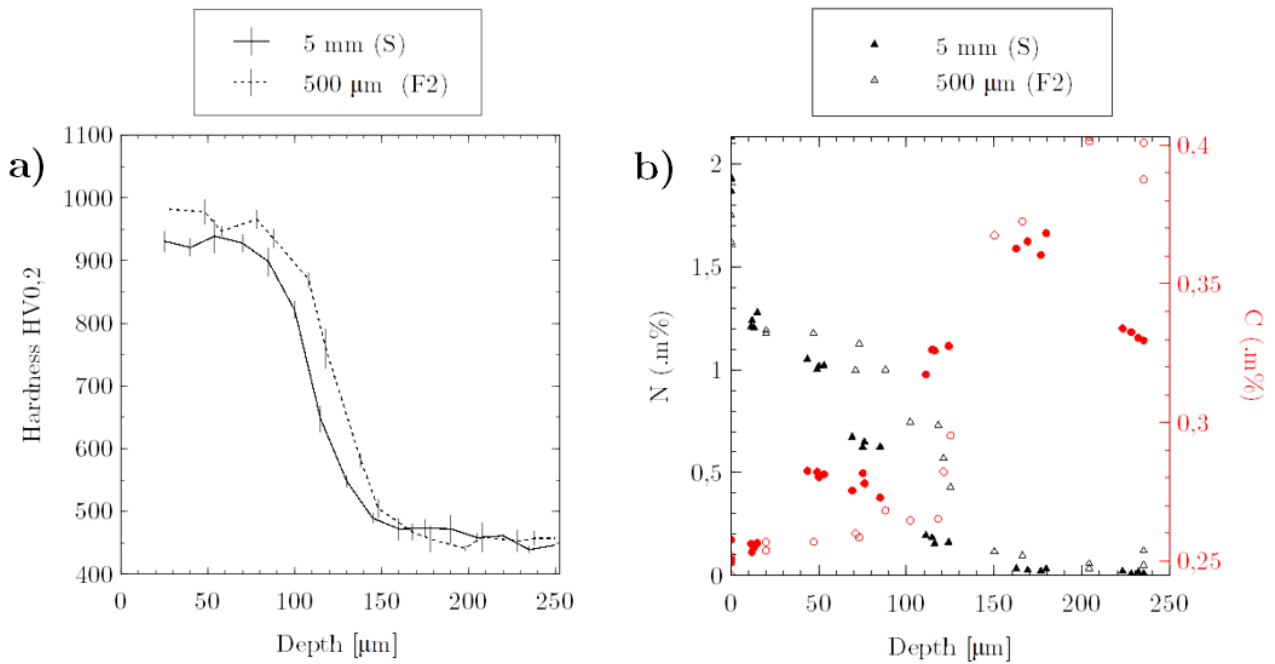 5 mm (S)
500 μm (F2)
a)
1100
1000
900
800
700
600
500
400
0
50
100
150
200
250
Hardness HV0,2
Depth [μm]
5 mm (S)
500 μm (F2)
b)
2
1,5
1
0,5
0
0
50
100
150
200
250
N (.m%)
Depth [μm]
0,4
0,35
0,3
0,25
C (.m%)